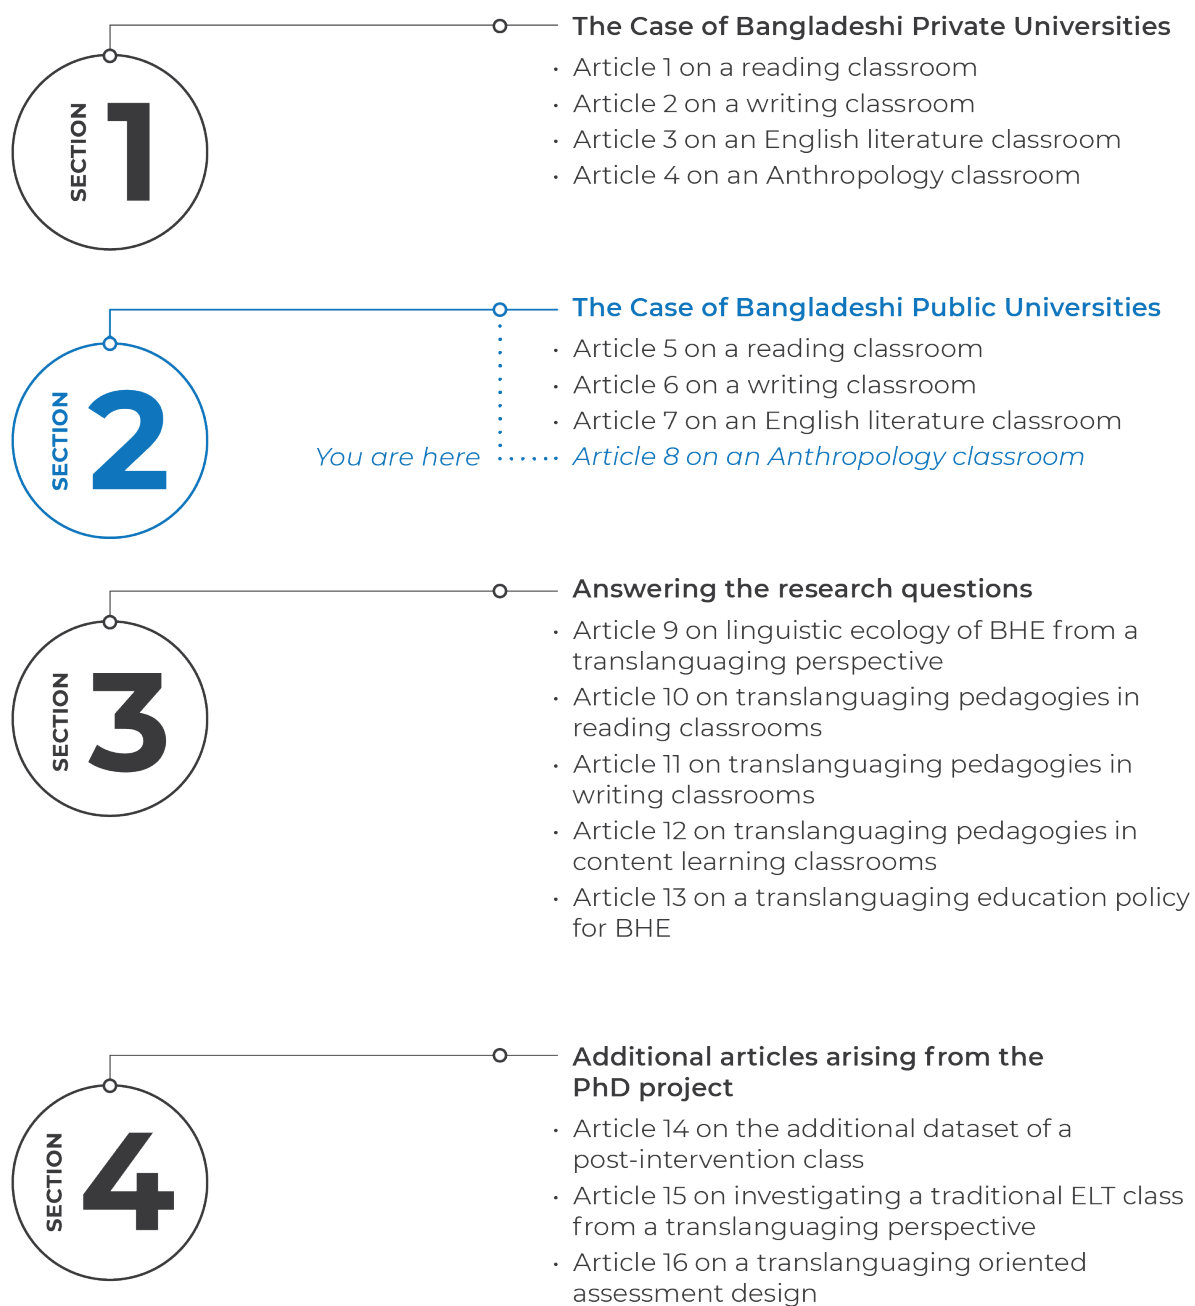 SECTION 1
The Case of Bangladeshi Private Universities
• Article 1 on a reading classroom
• Article 2 on a writing classroom
• Article 3 on an English literature classroom
• Article 4 on an Anthropology classroom
SECTION 2
The Case of Bangladeshi Public Universities
• Article 5 on a reading classroom
• Article 6 on a writing classroom
• Article 7 on an English literature classroom
You are here
Article 8 on an Anthropology classroom
SECTION 3
Answering the research questions
• Article 9 on linguistic ecology of BHE from a
translanguaging perspective
• Article 10 on translanguaging pedagogies in
reading classrooms
• Article 11 on translanguaging pedagogies in
writing classrooms
• Article 12 on translanguaging pedagogies in
content learning classrooms
• Article 13 on a translanguaging education policy
for BHE
SECTION 4
Additional articles arising from the
PhD project
• Article 14 on the additional dataset of a
post-intervention class
• Article 15 on investigating a traditional ELT class
from a translanguaging perspective
• Article 16 on a translanguaging oriented
assessment design